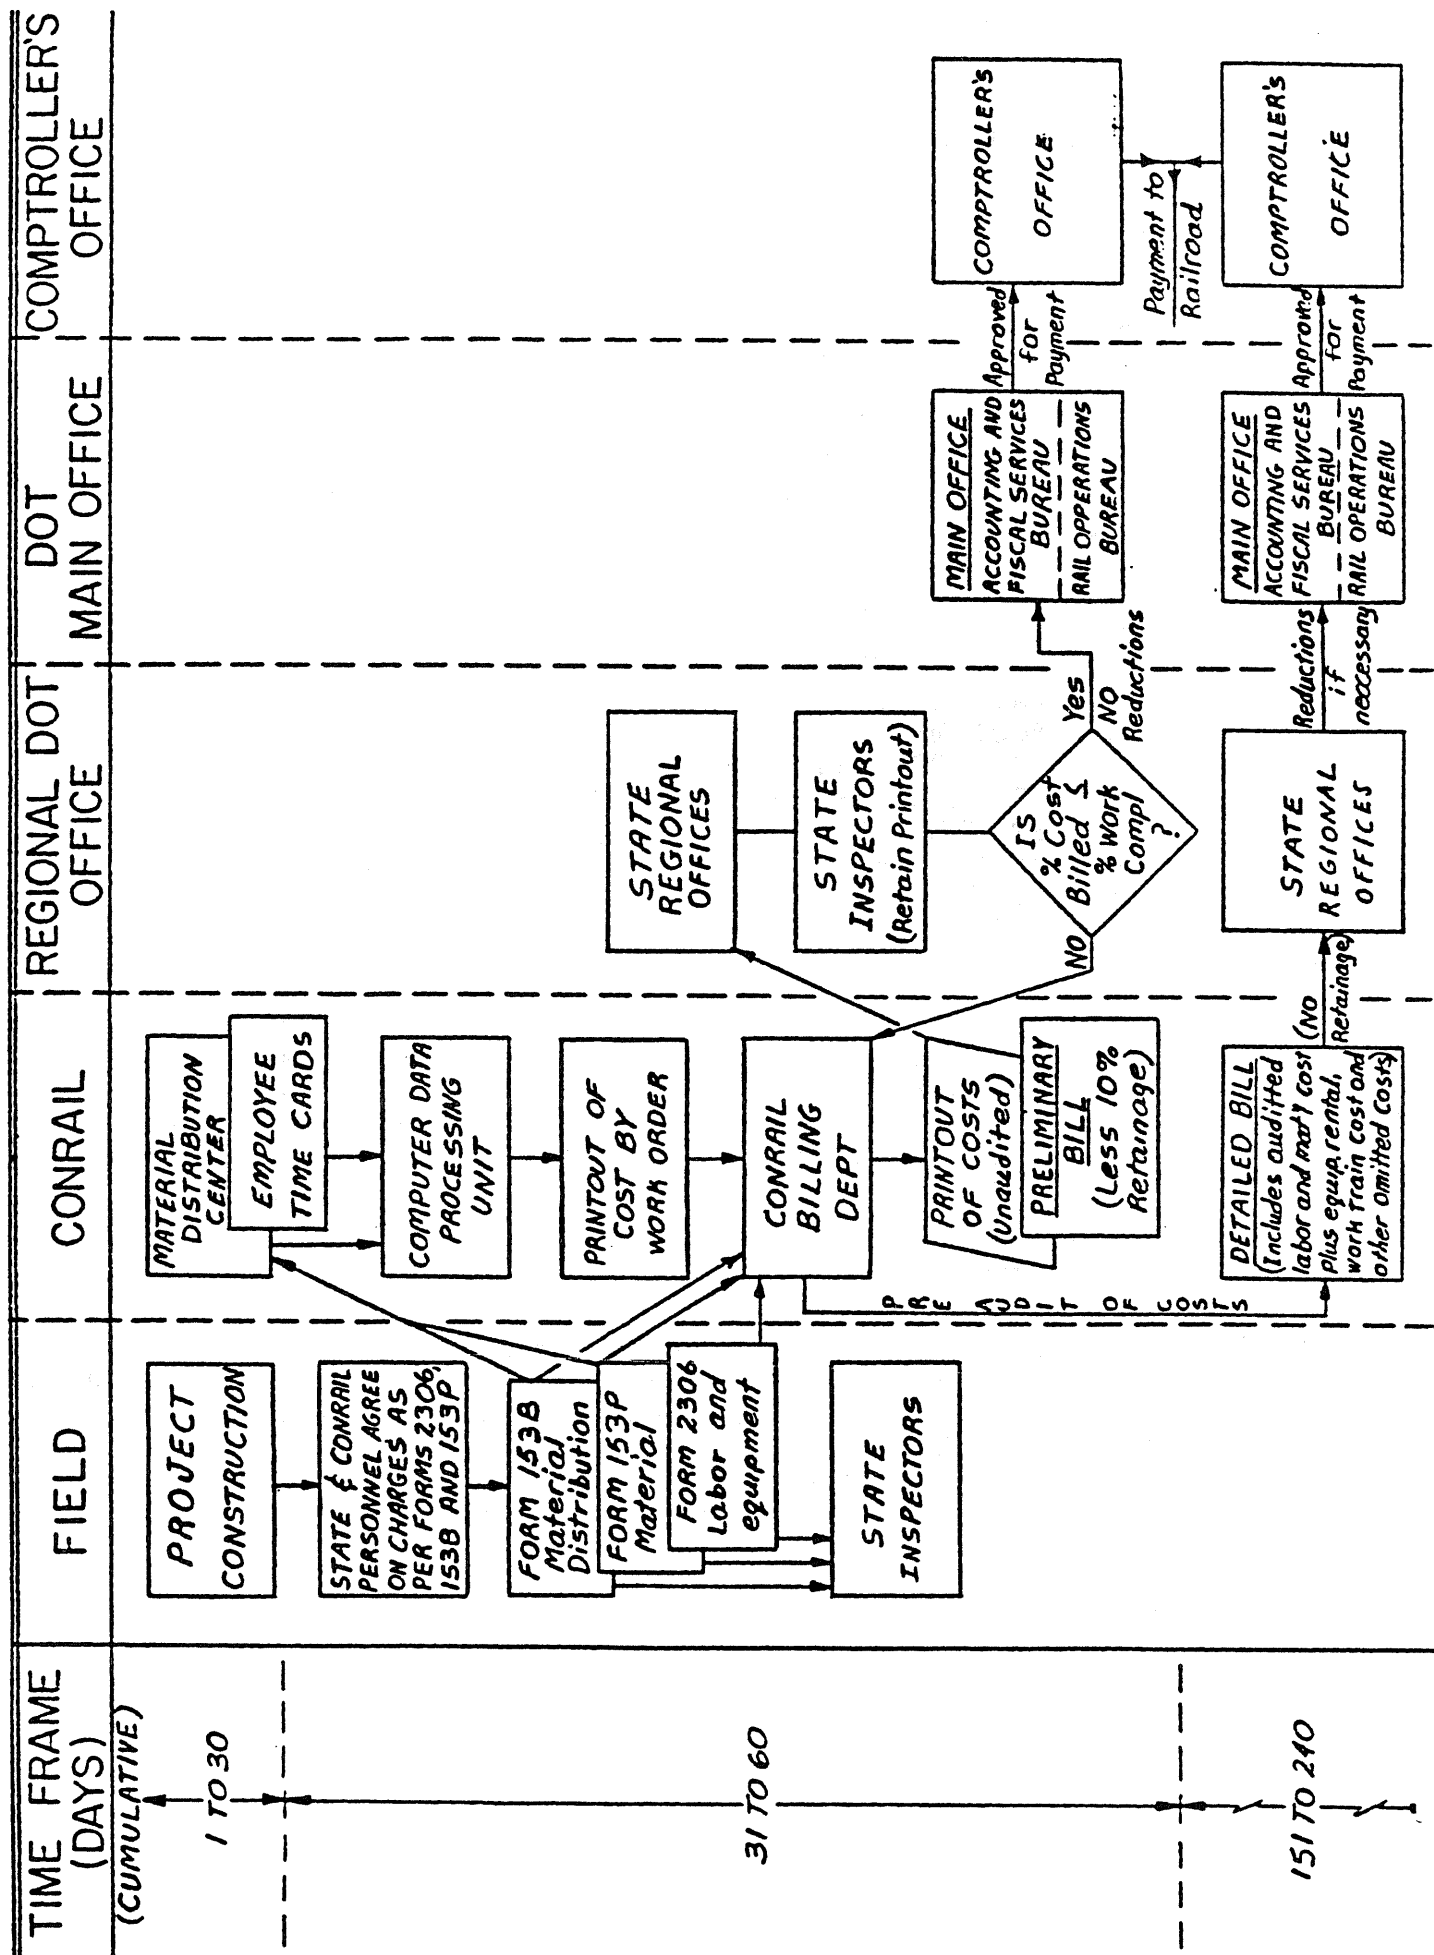 TIME FRAME
(DAYS)
(CUMULATIVE)
FIELD
CONRAIL
REGIONAL DOT
OFFICE
DOT
MAIN OFFICE
COMPTROLLER'S
OFFICE
1 TO 30
31 TO 60
151 TO 240
PROJECT
CONSTRUCTION
STATE & CONRAIL
PERSONNEL AGREE
ON CHARGES AS
PER FORMS 2306,
153B AND 153P
FORM 153B
Material
Distribution
FORM 153P
Material
FORM 2306
Labor and
equipment
STATE
INSPECTORS
MATERIAL
DISTRIBUTION
CENTER
EMPLOYEE
TIME CARDS
COMPUTER DATA
PROCESSING
UNIT
PRINTOUT OF
COST BY
WORK ORDER
CONRAIL
BILLING
DEPT
PRINTOUT
OF COSTS
(Unaudited)
PRELIMINARY
BILL
(Less 10%
Retainage)
PRE AUDIT OF COSTS
DETAILED BILL
(Includes auditted
labor and mat'l cost
plus equip, rental,
work train cost and
other omitted costs)
(NO
Retainage)
STATE
REGIONAL
OFFICES
STATE
INSPECTORS
(Retain Printout)
IS
% Cost
Billed ≤
% Work
Compl
?
NO
Yes
NO
Reductions
STATE
REGIONAL
OFFICES
Reductions
if
neccessary
MAIN OFFICE
ACCOUNTING AND
FISCAL SERVICES
BUREAU
RAIL OPPERATIONS
BUREAU
Approved
for
Payment
MAIN OFFICE
ACCOUNTING AND
FISCAL SERVICES
BUREAU
RAIL OPERATIONS
BUREAU
Approved
for
Payment
COMPTROLLER'S
OFFICE
Payment to
Railroad
COMPTROLLER'S
OFFICE